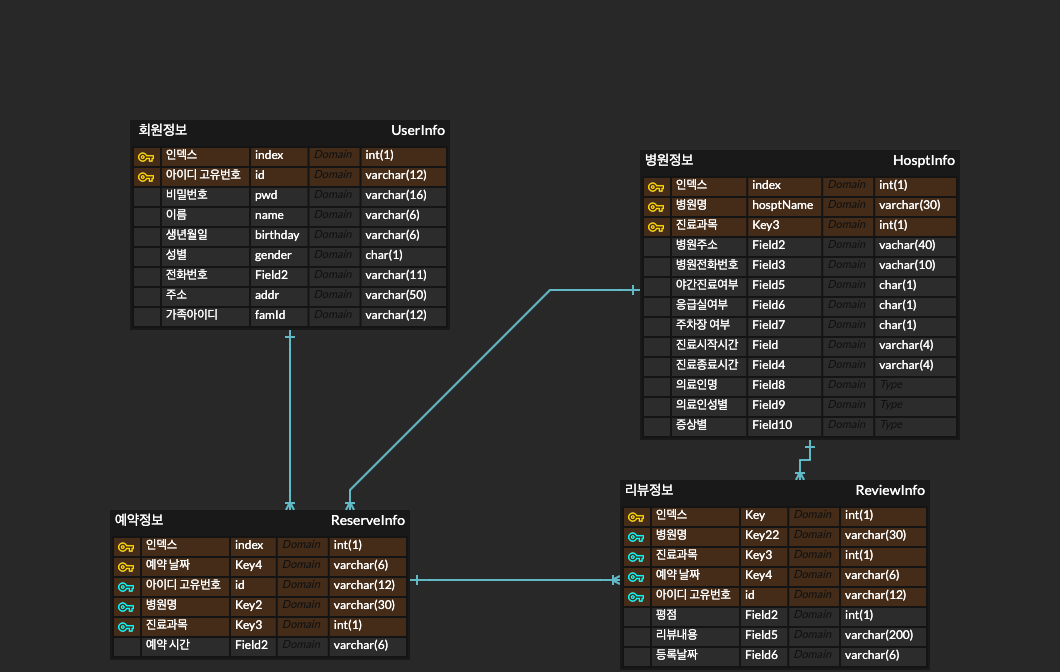 회원정보 UserInfo
인덱스 index Domain int(1)
아이디 고유번호 id Domain varchar(12)
비밀번호 pwd Domain varchar(16)
이름 name Domain varchar(6)
생년월일 birthday Domain varchar(6)
성별 gender Domain char(1)
전화번호 Field2 Domain varchar(11)
주소 addr Domain varchar(50)
가족아이디 famId Domain varchar(12)
병원정보 HosptInfo
인덱스 index Domain int(1)
병원명 hosptName Domain varchar(30)
진료과목 Key3 Domain int(1)
병원주소 Field2 Domain vachar(40)
병원전화번호 Field3 Domain vachar(10)
야간진료여부 Field5 Domain char(1)
응급실여부 Field6 Domain char(1)
주차장 여부 Field7 Domain char(1)
진료시작시간 Field Domain varchar(4)
진료종료시간 Field4 Domain varchar(4)
의료인명 Field8 Domain Type
의료인성별 Field9 Domain Type
증상별 Field10 Domain Type
예약정보 ReserveInfo
인덱스 index Domain int(1)
예약 날짜 Key4 Domain varchar(6)
아이디 고유번호 id Domain varchar(12)
병원명 Key2 Domain varchar(30)
진료과목 Key3 Domain int(1)
예약 시간 Field2 Domain varchar(6)
리뷰정보 ReviewInfo
인덱스 Key Domain int(1)
병원명 Key22 Domain varchar(30)
진료과목 Key3 Domain int(1)
예약 날짜 Key4 Domain varchar(6)
아이디 고유번호 id Domain varchar(12)
평점 Field2 Domain int(1)
리뷰내용 Field5 Domain varchar(200)
등록날짜 Field6 Domain varchar(6)